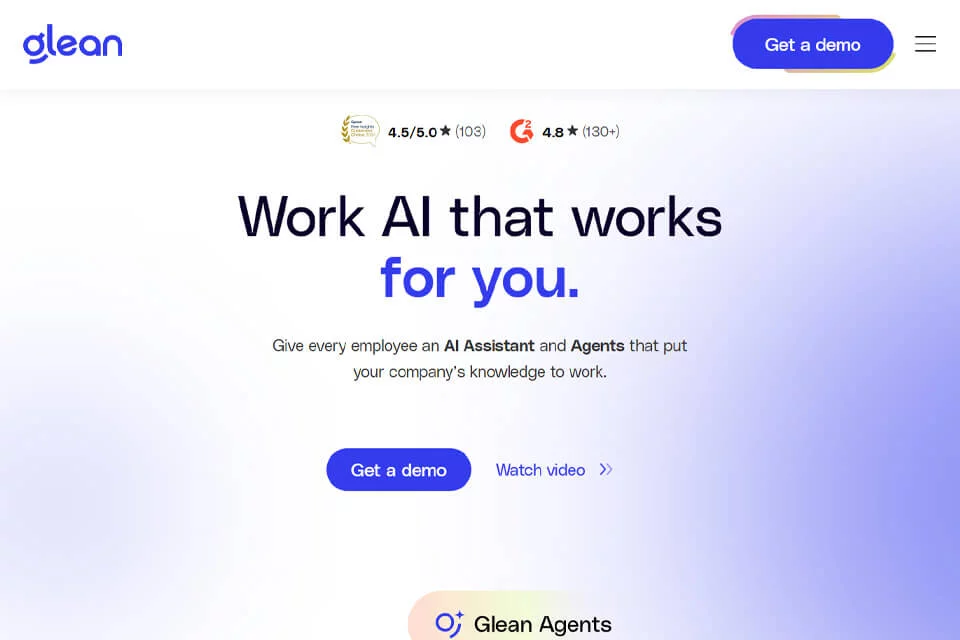 glean
Get a demo
4.5/5.0 ★ (103)
4.8 ★ (130+)
Work AI that works
for you.
Give every employee an AI Assistant and Agents that put
your company's knowledge to work.
Get a demo
Watch video
Glean Agents